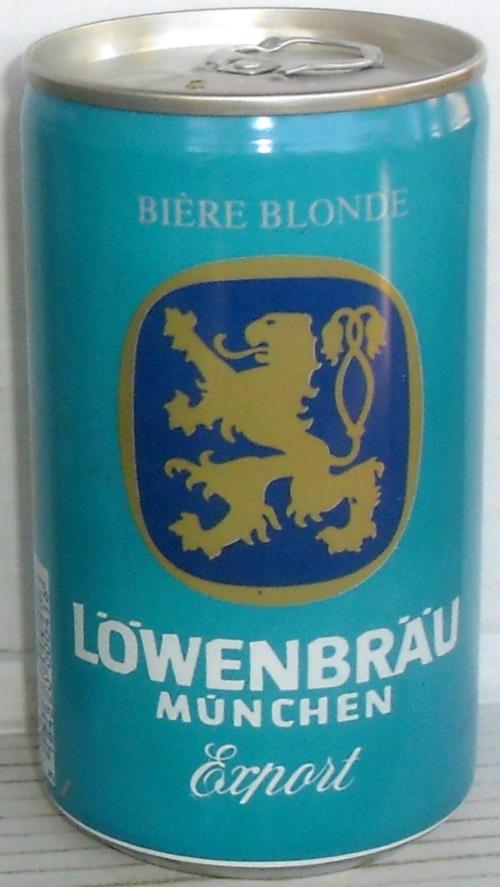 BIÈRE BLONDE
LÖWENBRÄU
MÜNCHEN
Export